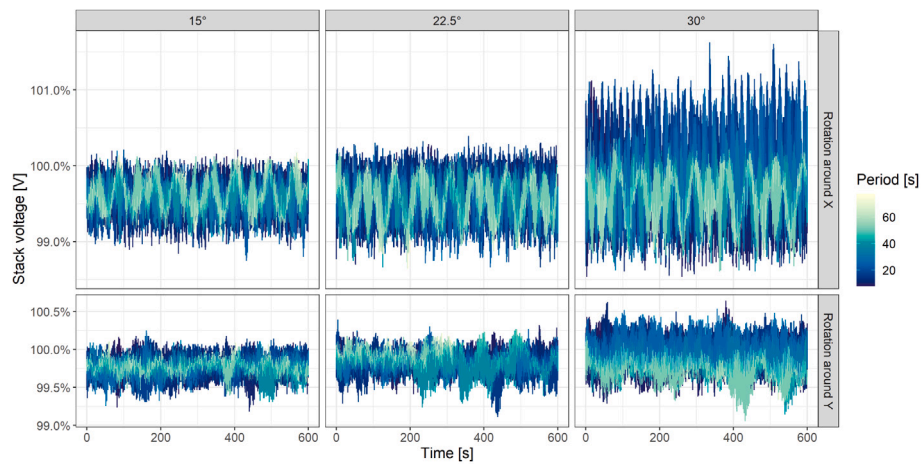 15° 22.5° 30°
Stack voltage [V]
101.0%
100.0%
99.0%
Rotation around X
100.5%
100.0%
99.5%
99.0%
Rotation around Y
0 200 400 600 0 200 400 600 0 200 400 600
Time [s]
Period [s]
60
40
20